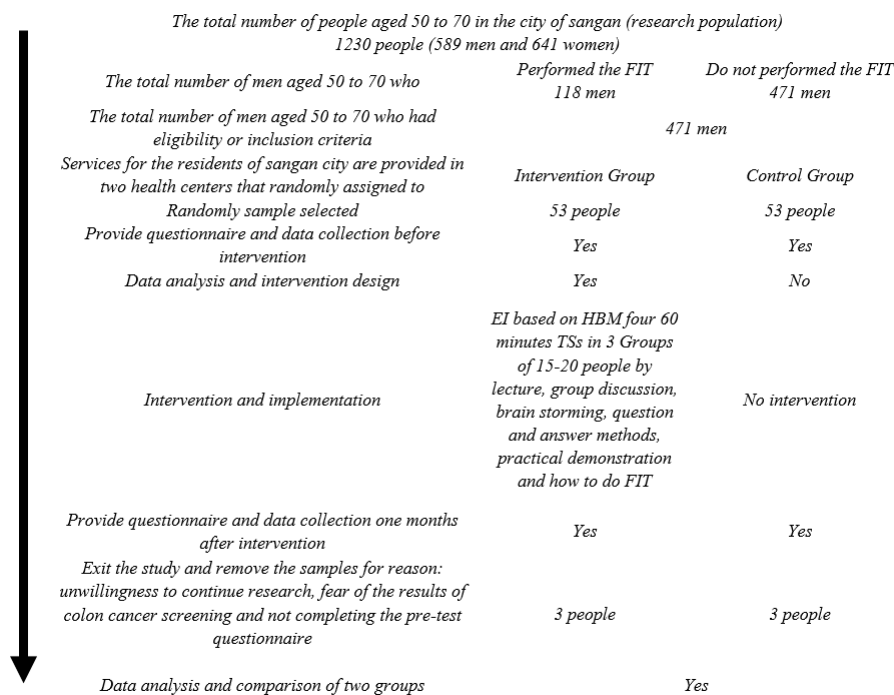 The total number of people aged 50 to 70 in the city of sangan (research population)
1230 people (589 men and 641 women)
The total number of men aged 50 to 70 who
Performed the FIT
118 men
Do not performed the FIT
471 men
The total number of men aged 50 to 70 who had
eligibility or inclusion criteria
471 men
Services for the residents of sangan city are provided in
two health centers that randomly assigned to
Intervention Group
Control Group
Randomly sample selected
53 people
53 people
Provide questionnaire and data collection before
intervention
Yes
Yes
Data analysis and intervention design
Yes
No
Intervention and implementation
EI based on HBM four 60
minutes TSs in 3 Groups
of 15-20 people by
lecture, group discussion,
brain storming, question
and answer methods,
practical demonstration
and how to do FIT
No intervention
Provide questionnaire and data collection one months
after intervention
Yes
Yes
Exit the study and remove the samples for reason:
unwillingness to continue research, fear of the results of
colon cancer screening and not completing the pre-test
questionnaire
3 people
3 people
Data analysis and comparison of two groups
Yes